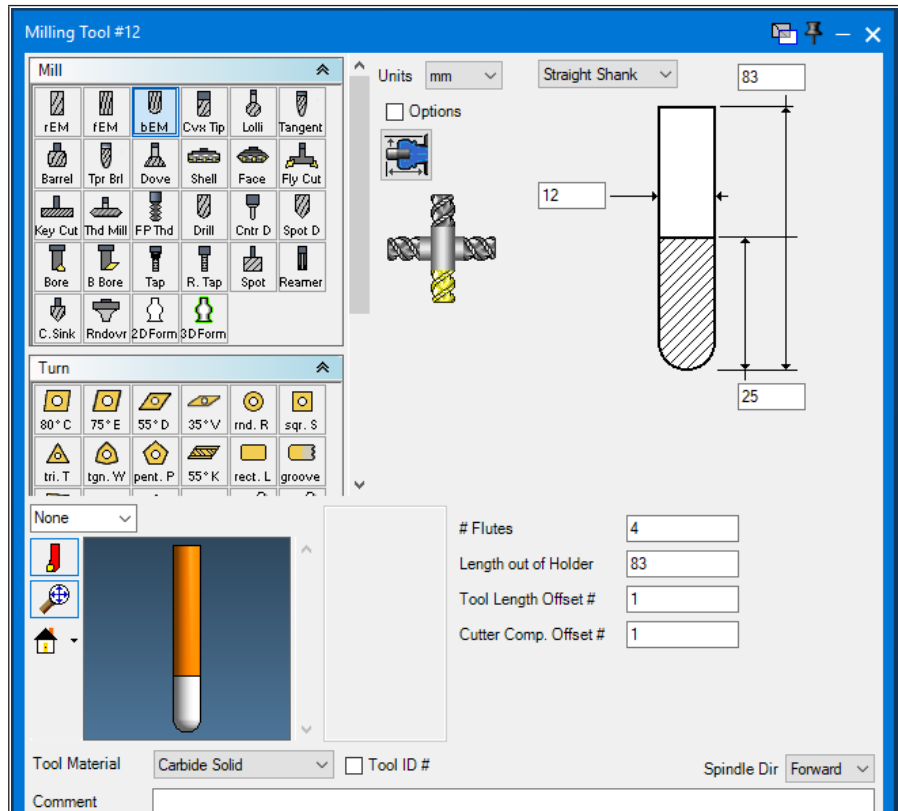 Milling Tool #12
Mill
rEM fEM bEM Cvx Tip Lolli Tangent
Barrel Tpr Brl Dove Shell Face Fly Cut
Key Cut Thd Mill FP Thd Drill Cntr D Spot D
Bore B Bore Tap R. Tap Spot Reamer
C.Sink Rndovr 2DForm 3DForm
Turn
80° C 75° E 55° D 35° V rnd. R sqr. S
tri. T tgn. W pent. P 55° K rect. L groove
Units mm Straight Shank 83
Options
12
25
None
# Flutes 4
Length out of Holder 83
Tool Length Offset # 1
Cutter Comp. Offset # 1
Tool Material Carbide Solid Tool ID # Spindle Dir Forward
Comment